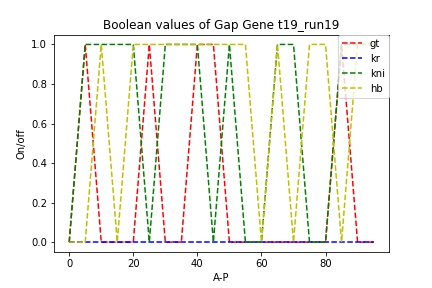 Boolean values of Gap Gene t19_run19
1.0
0.8
0.6
0.4
0.2
0.0
On/off
gt
kr
kni
hb
0 20 40 60 80
A-P